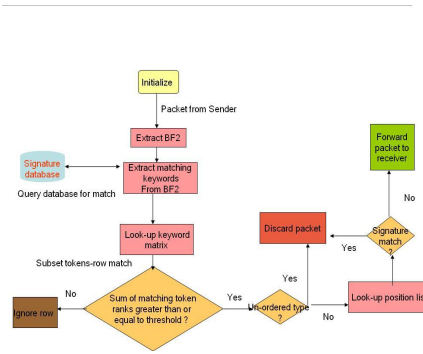 Initialize
Packet from Sender
Extract BF2
Signature
database
Extract matching
keywords
From BF2
Query database for match
Look-up keyword
matrix
Subset tokens-row match
Sum of matching token
ranks greater than or
equal to threshold ?
No
Ignore row
Yes
Un-ordered type
?
Yes
Discard packet
No
Look-up position lis
Signature
match
?
Yes
No
Forward
packet to
receiver